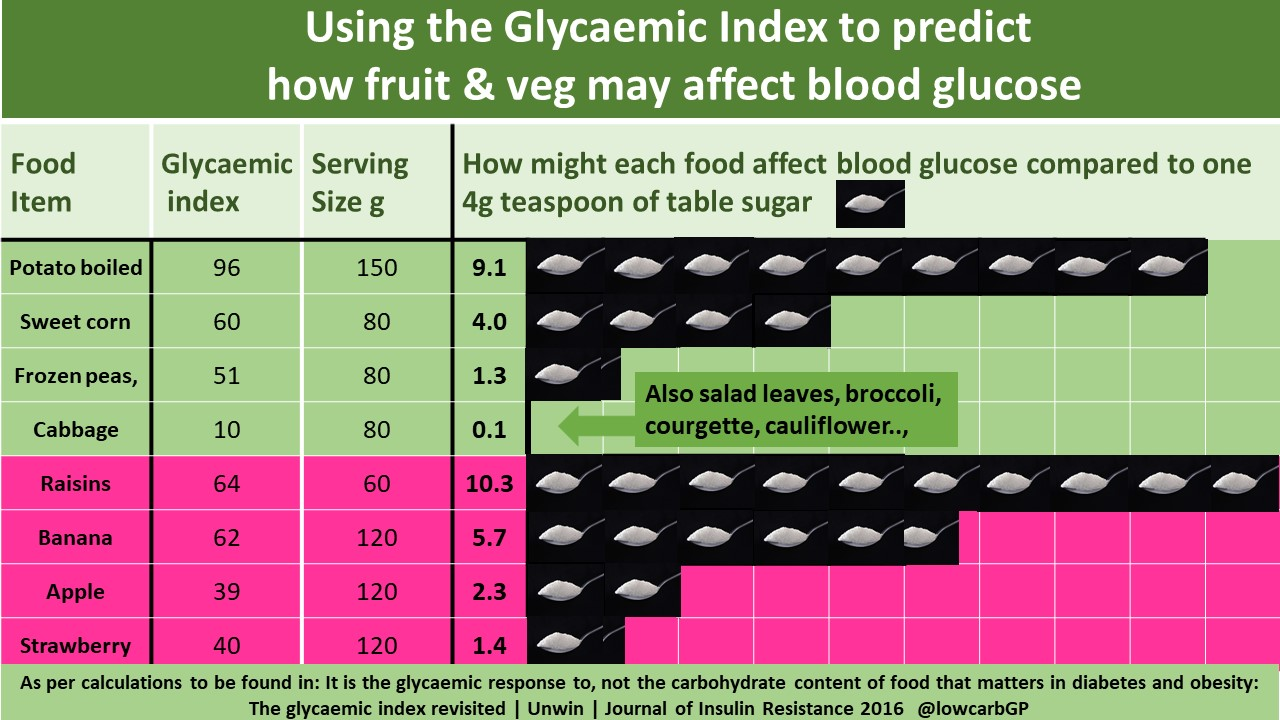 Using the Glycaemic Index to predict
how fruit & veg may affect blood glucose
Food Item Glycaemic index Serving Size g How might each food affect blood glucose compared to one 4g teaspoon of table sugar
Potato boiled 96 150 9.1
Sweet corn 60 80 4.0
Frozen peas, 51 80 1.3
Also salad leaves, broccoli,
courgette, cauliflower..,
Cabbage 10 80 0.1
Raisins 64 60 10.3
Banana 62 120 5.7
Apple 39 120 2.3
Strawberry 40 120 1.4
As per calculations to be found in: It is the glycaemic response to, not the carbohydrate content of food that matters in diabetes and obesity:
The glycaemic index revisited | Unwin | Journal of Insulin Resistance 2016 @lowcarbGP